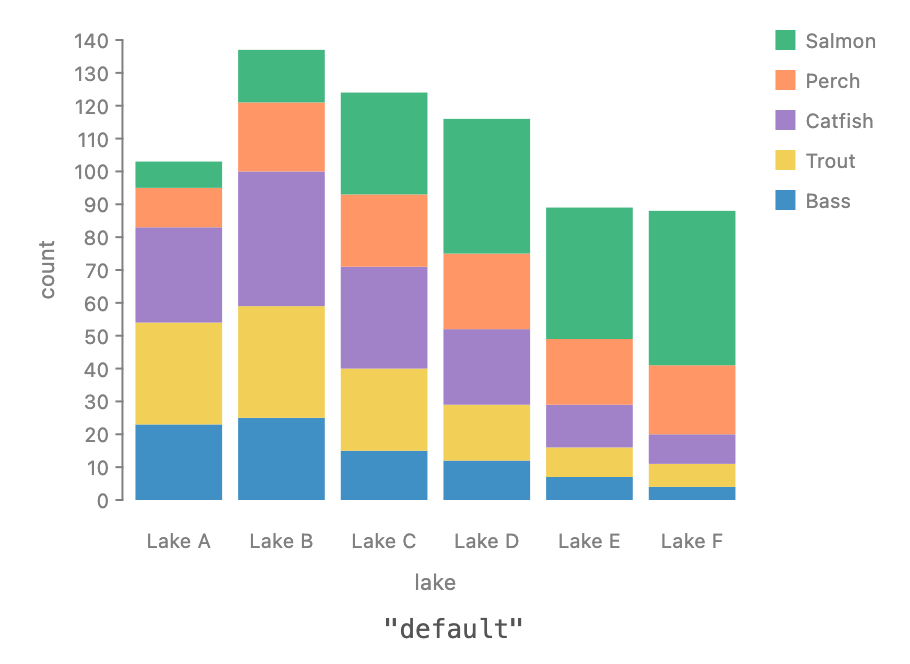 140
130
120
110
100
90
80
70
60
50
40
30
20
10
0
count
Lake A Lake B Lake C Lake D Lake E Lake F
lake
Salmon
Perch
Catfish
Trout
Bass
"default"